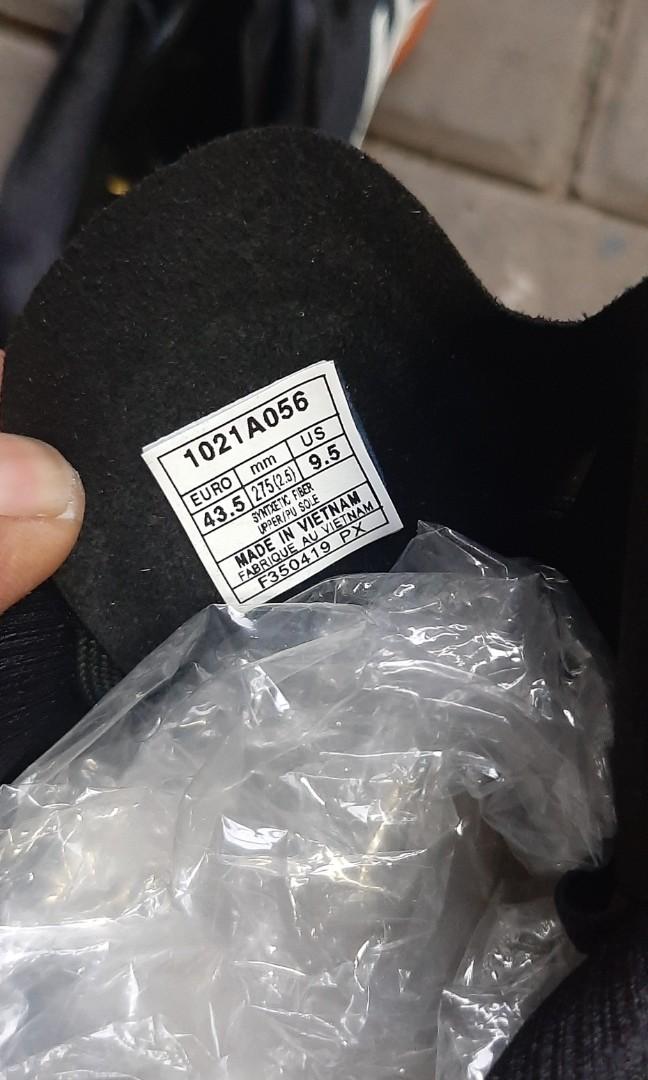 1021A056
EURO mm US
43.5 275(2.5) 9.5
SYNTXETIC FIBER
UPPER/PU SOLE
MADE IN VIETNAM
FABRIQUE AU VIETNAM
F350419 PX